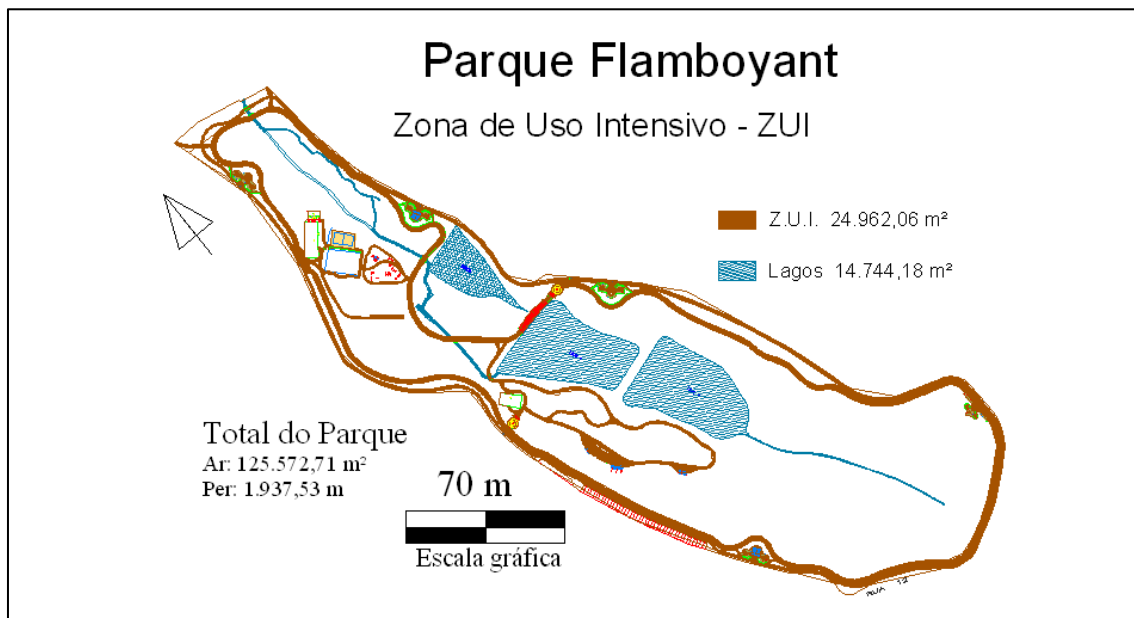 Parque Flamboyant
Zona de Uso Intensivo - ZUI
Z.U.I. 24.962,06 m²
Lagos 14.744,18 m²
Total do Parque
Ar: 125.572,71 m²
Per: 1.937,53 m
70 m
Escala gráfica